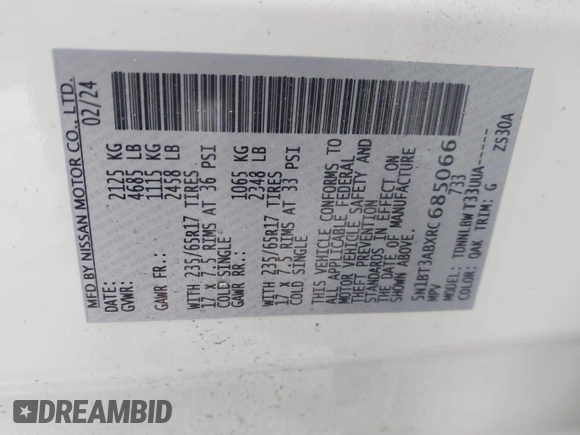 MFD BY NISSAN MOTOR CO., LTD.
DATE: 02/24
GVWR: 2125 KG
4685 LB
GAWR FR.: 1115 KG
2458 LB
WITH 235/65R17 TIRES
17 X 7.5 RIMS AT 36 PSI
COLD SINGLE
GAWR RR.: 1065 KG
2348 LB
WITH 235/65R17 TIRES
17 X 7.5 RIMS AT 33 PSI
COLD SINGLE
THIS VEHICLE CONFORMS TO
ALL APPLICABLE FEDERAL
MOTOR VEHICLE SAFETY AND
THEFT PREVENTION
STANDARDS IN EFFECT ON
THE DATE OF MANUFACTURE
SHOWN ABOVE.
5N1BT3ABXRC685066
MPV 733
MODEL: TDNNLBW T33UUA------
COLOR: QAK TRIM: G ZS30A
DREAMBID